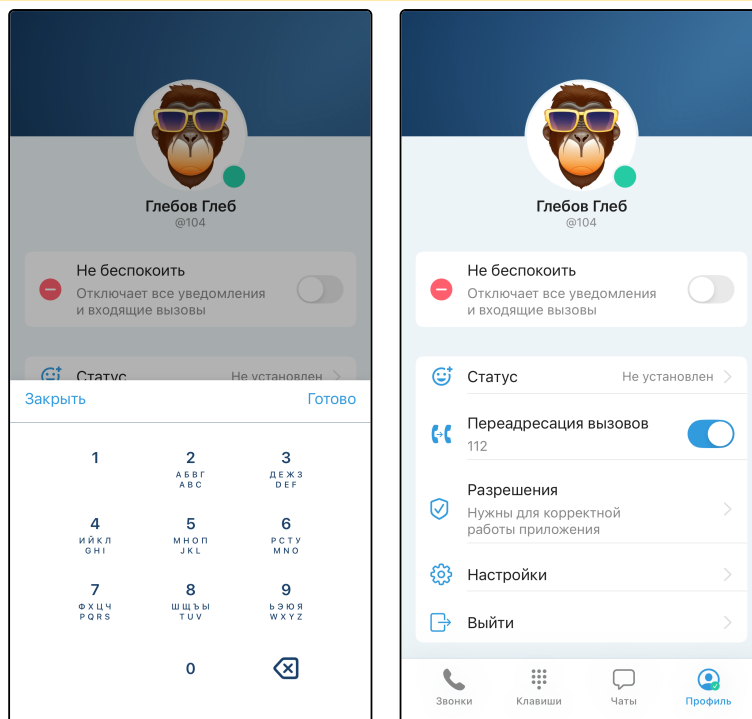 Глебов Глеб
@104
Не беспокоить
Отключает все уведомления
и входящие вызовы
Статус
Не установлен
Закрыть
Готово
1
2
3
АБВГ
ДЕЖЗ
ABC
DEF
4
5
6
ИЙКЛ
МНОП
РСТУ
GHI
JKL
MNO
7
8
9
ФХЦЧ
ШЩЪЫ
ЬЭЮЯ
PQRS
TUV
WXYZ
0
Глебов Глеб
@104
Не беспокоить
Отключает все уведомления
и входящие вызовы
Статус
Не установлен
Переадресация вызовов
112
Разрешения
Нужны для корректной
работы приложения
Настройки
Выйти
Звонки
Клавиши
Чаты
Профиль